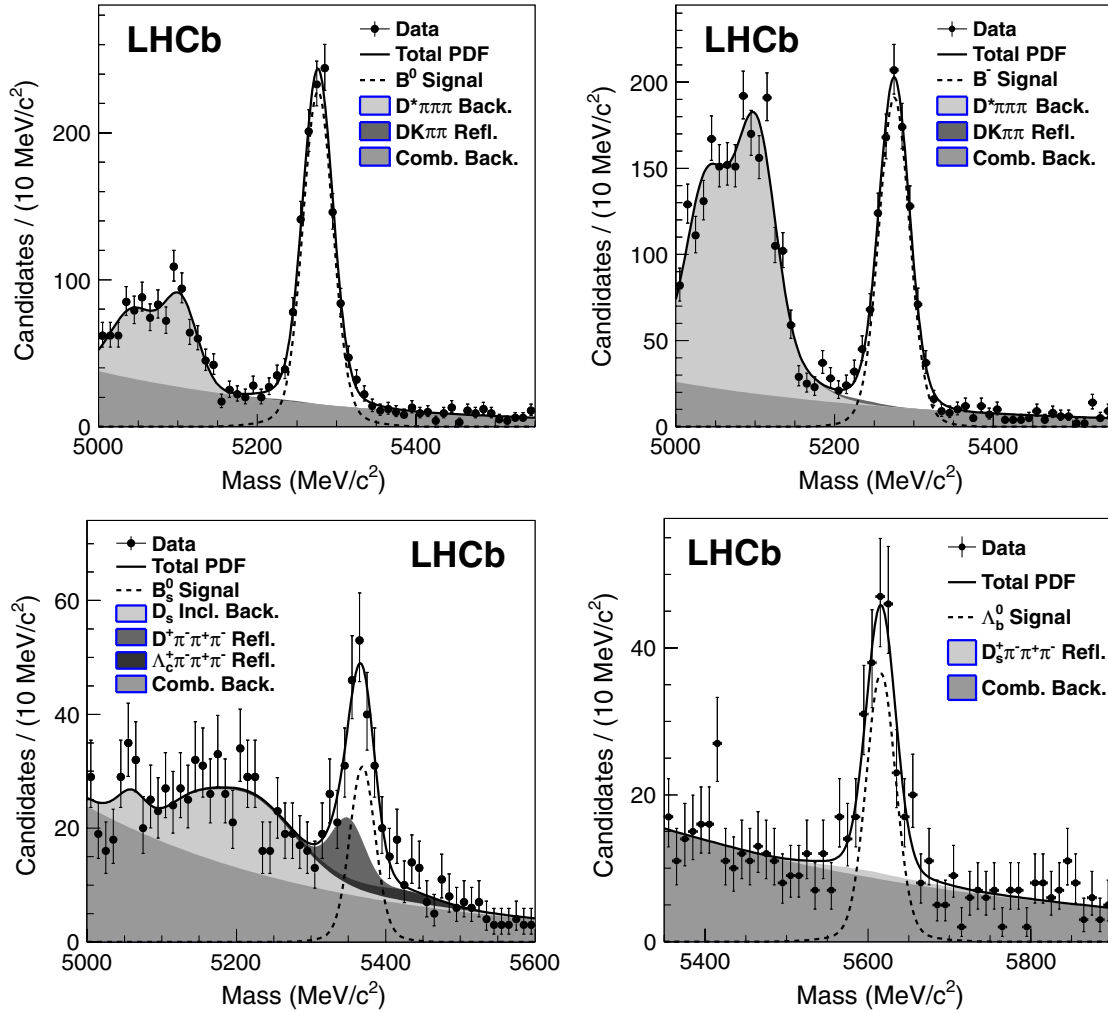 LHCb
Data
Total PDF
B⁰ Signal
D*πππ Back.
DKππ Refl.
Comb. Back.
Candidates / (10 MeV/c²)
200
100
0
5000
5200
5400
Mass (MeV/c²)
LHCb
Data
Total PDF
B⁻ Signal
D*πππ Back.
DKππ Refl.
Comb. Back.
Candidates / (10 MeV/c²)
200
150
100
50
0
5000
5200
5400
Mass (MeV/c²)
LHCb
Data
Total PDF
B⁰ₛ Signal
Dₛ Incl. Back.
D⁺π⁻π⁺π⁻ Refl.
Λ꜀⁺π⁻π⁺π⁻ Refl.
Comb. Back.
Candidates / (10 MeV/c²)
60
40
20
0
5000
5200
5400
5600
Mass (MeV/c²)
LHCb
Data
Total PDF
Λ_b⁰ Signal
Dₛ⁺π⁻π⁺π⁻ Refl.
Comb. Back.
Candidates / (10 MeV/c²)
40
20
0
5400
5600
5800
Mass (MeV/c²)